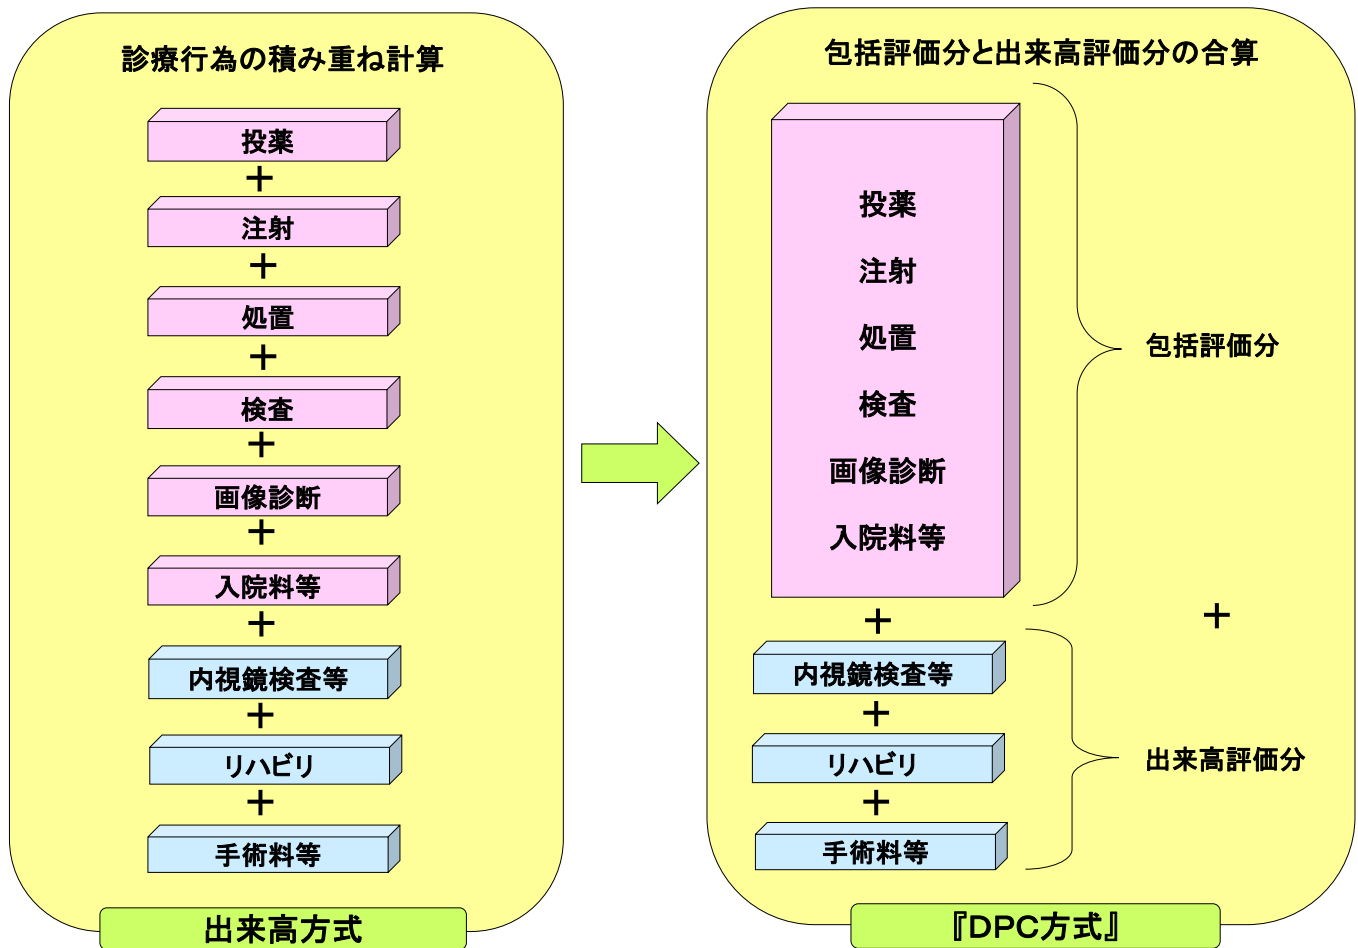 診療行為の積み重ね計算
投薬
+
注射
+
処置
+
検査
+
画像診断
+
入院料等
+
内視鏡検査等
+
リハビリ
+
手術料等
出来高方式
包括評価分と出来高評価分の合算
投薬
注射
処置
検査
画像診断
入院料等
包括評価分
+
+
内視鏡検査等
+
リハビリ
+
手術料等
出来高評価分
『DPC方式』